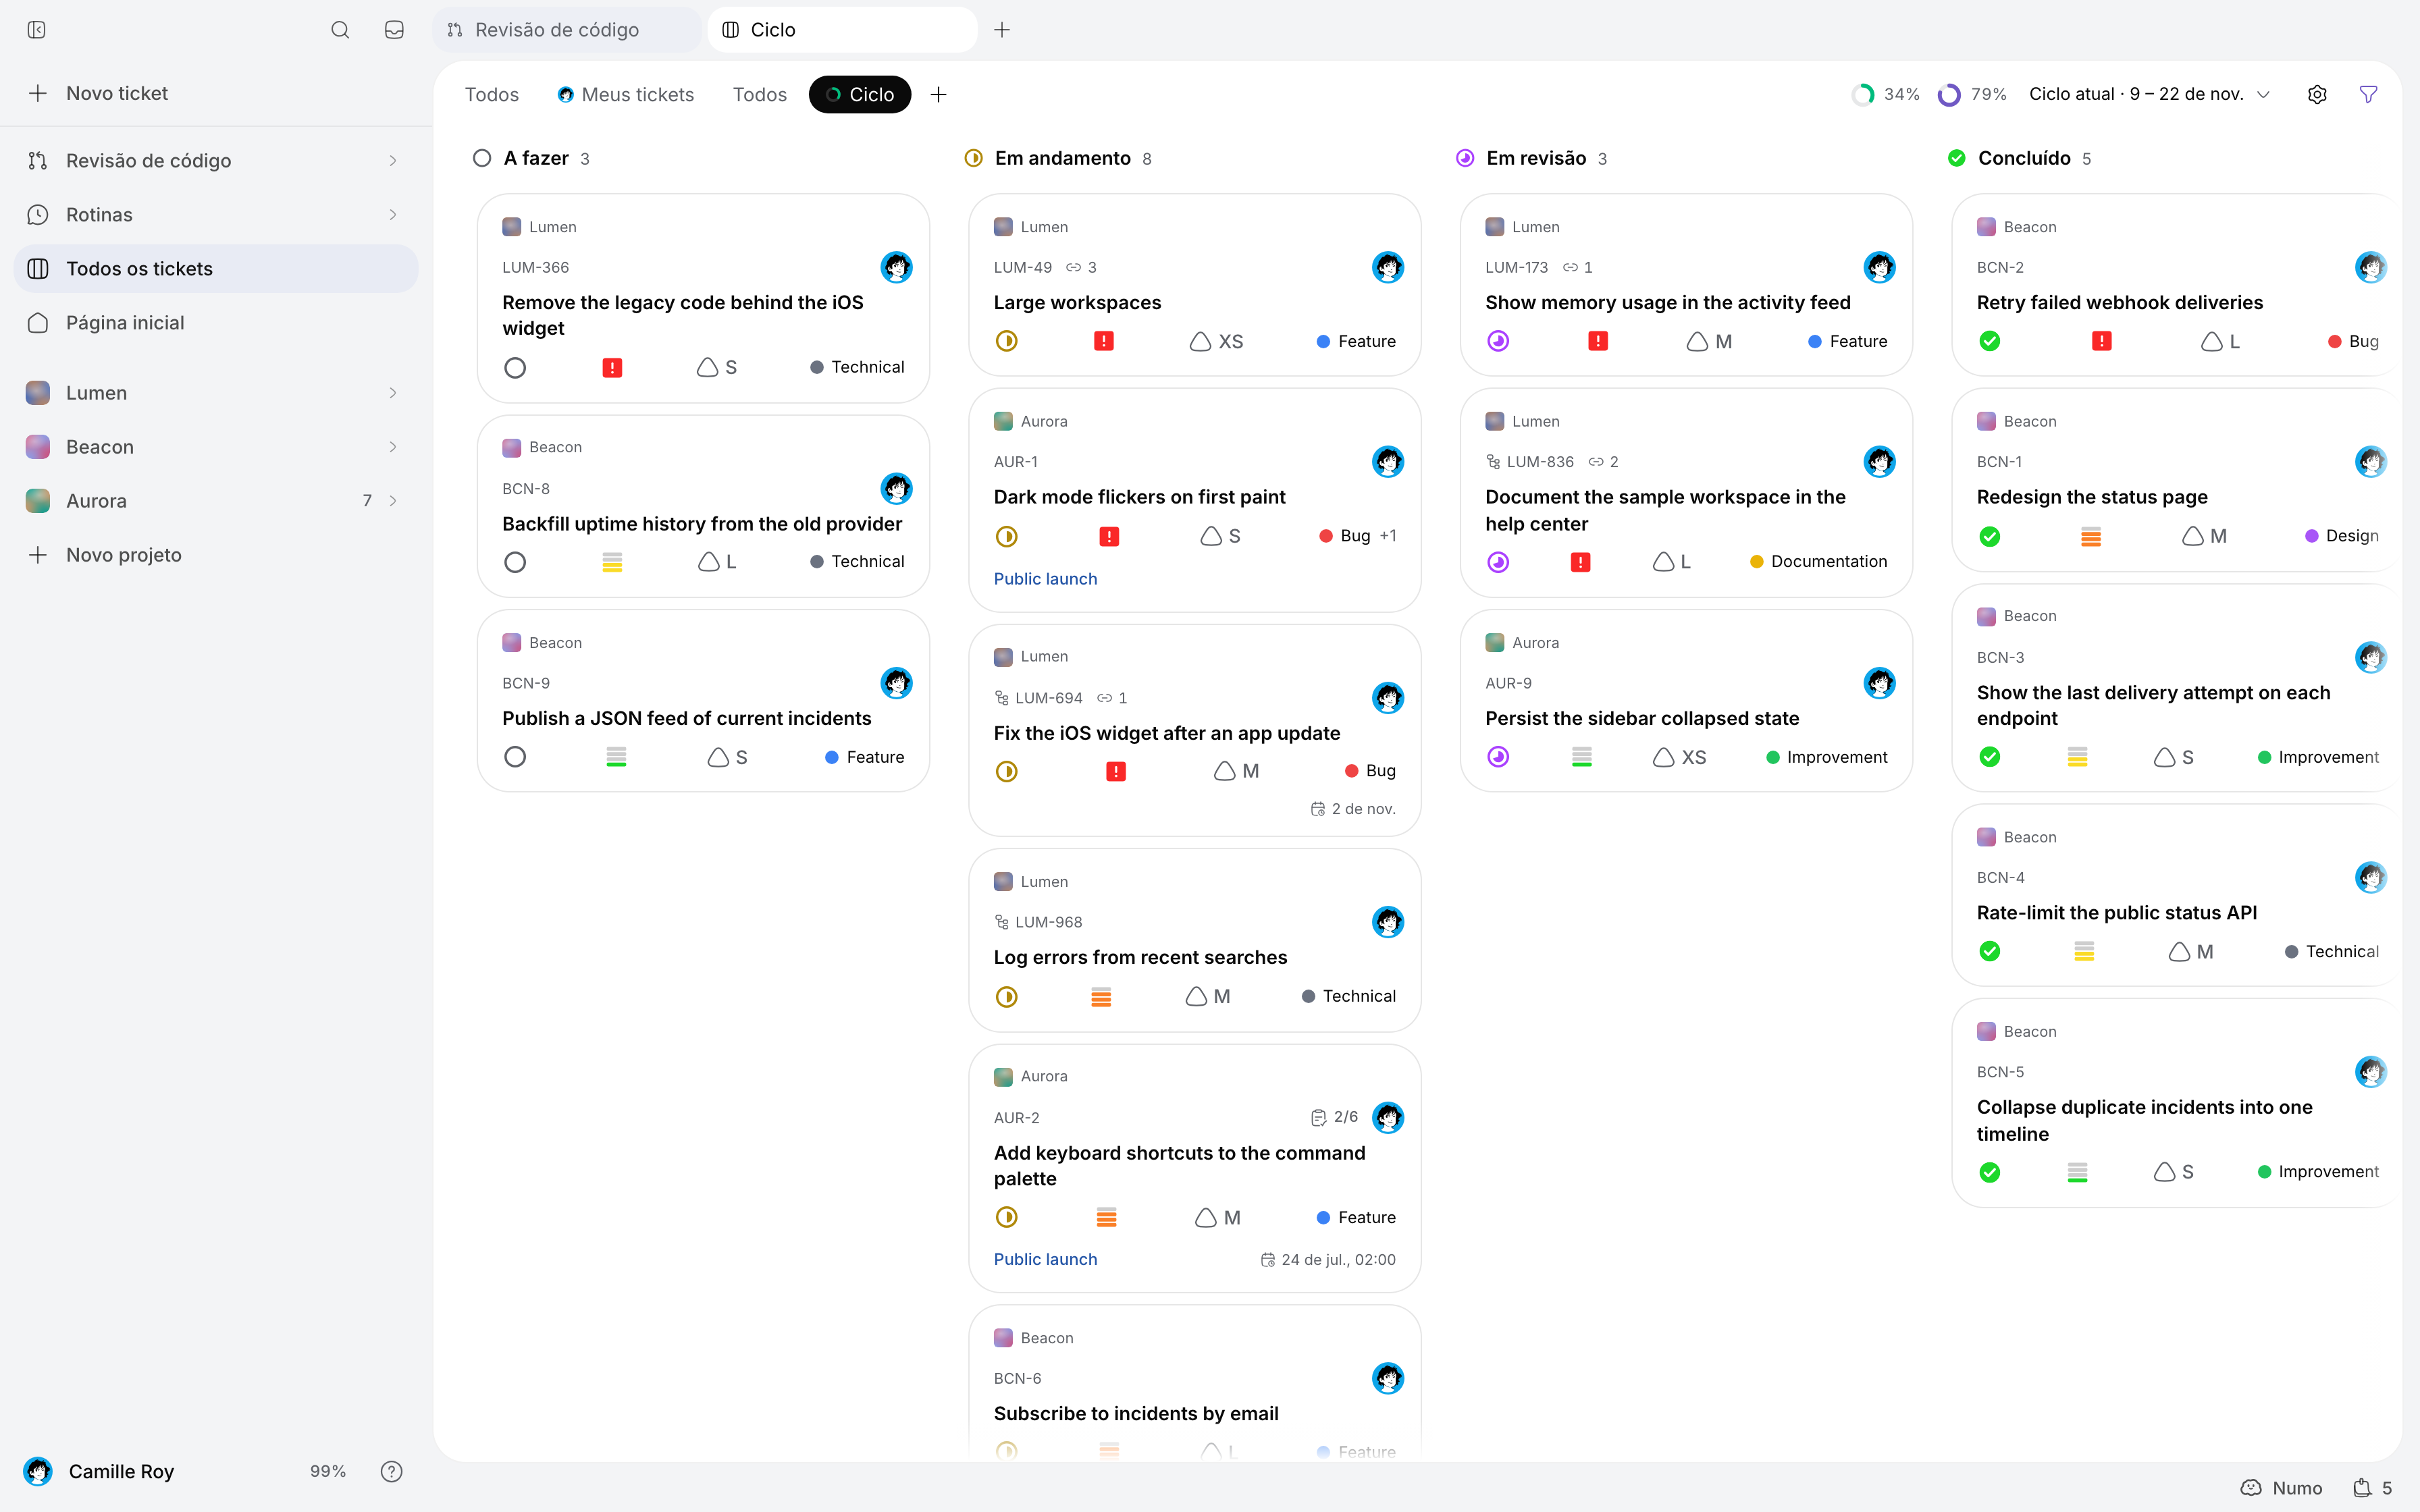 Revisão de código
Ciclo
Novo ticket
Revisão de código
Rotinas
Todos os tickets
Página inicial
Lumen
Beacon
Aurora 7
Novo projeto
Camille Roy 99%
Todos Meus tickets Todos Ciclo
34% 79% Ciclo atual · 9 – 22 de nov.
A fazer 3
Lumen
LUM-366
Remove the legacy code behind the iOS
widget
S Technical
Beacon
BCN-8
Backfill uptime history from the old provider
L Technical
Beacon
BCN-9
Publish a JSON feed of current incidents
S Feature
Em andamento 8
Lumen
LUM-49 3
Large workspaces
XS Feature
Aurora
AUR-1
Dark mode flickers on first paint
S Bug +1
Public launch
Lumen
LUM-694 1
Fix the iOS widget after an app update
M Bug
2 de nov.
Lumen
LUM-968
Log errors from recent searches
M Technical
Aurora
AUR-2 2/6
Add keyboard shortcuts to the command
palette
M Feature
Public launch 24 de jul., 02:00
Beacon
BCN-6
Subscribe to incidents by email
L Feature
Em revisão 3
Lumen
LUM-173 1
Show memory usage in the activity feed
M Feature
Lumen
LUM-836 2
Document the sample workspace in the
help center
L Documentation
Aurora
AUR-9
Persist the sidebar collapsed state
XS Improvement
Concluído 5
Beacon
BCN-2
Retry failed webhook deliveries
L Bug
Beacon
BCN-1
Redesign the status page
M Design
Beacon
BCN-3
Show the last delivery attempt on each
endpoint
S Improvement
Beacon
BCN-4
Rate-limit the public status API
M Technical
Beacon
BCN-5
Collapse duplicate incidents into one
timeline
S Improvement
Numo 5